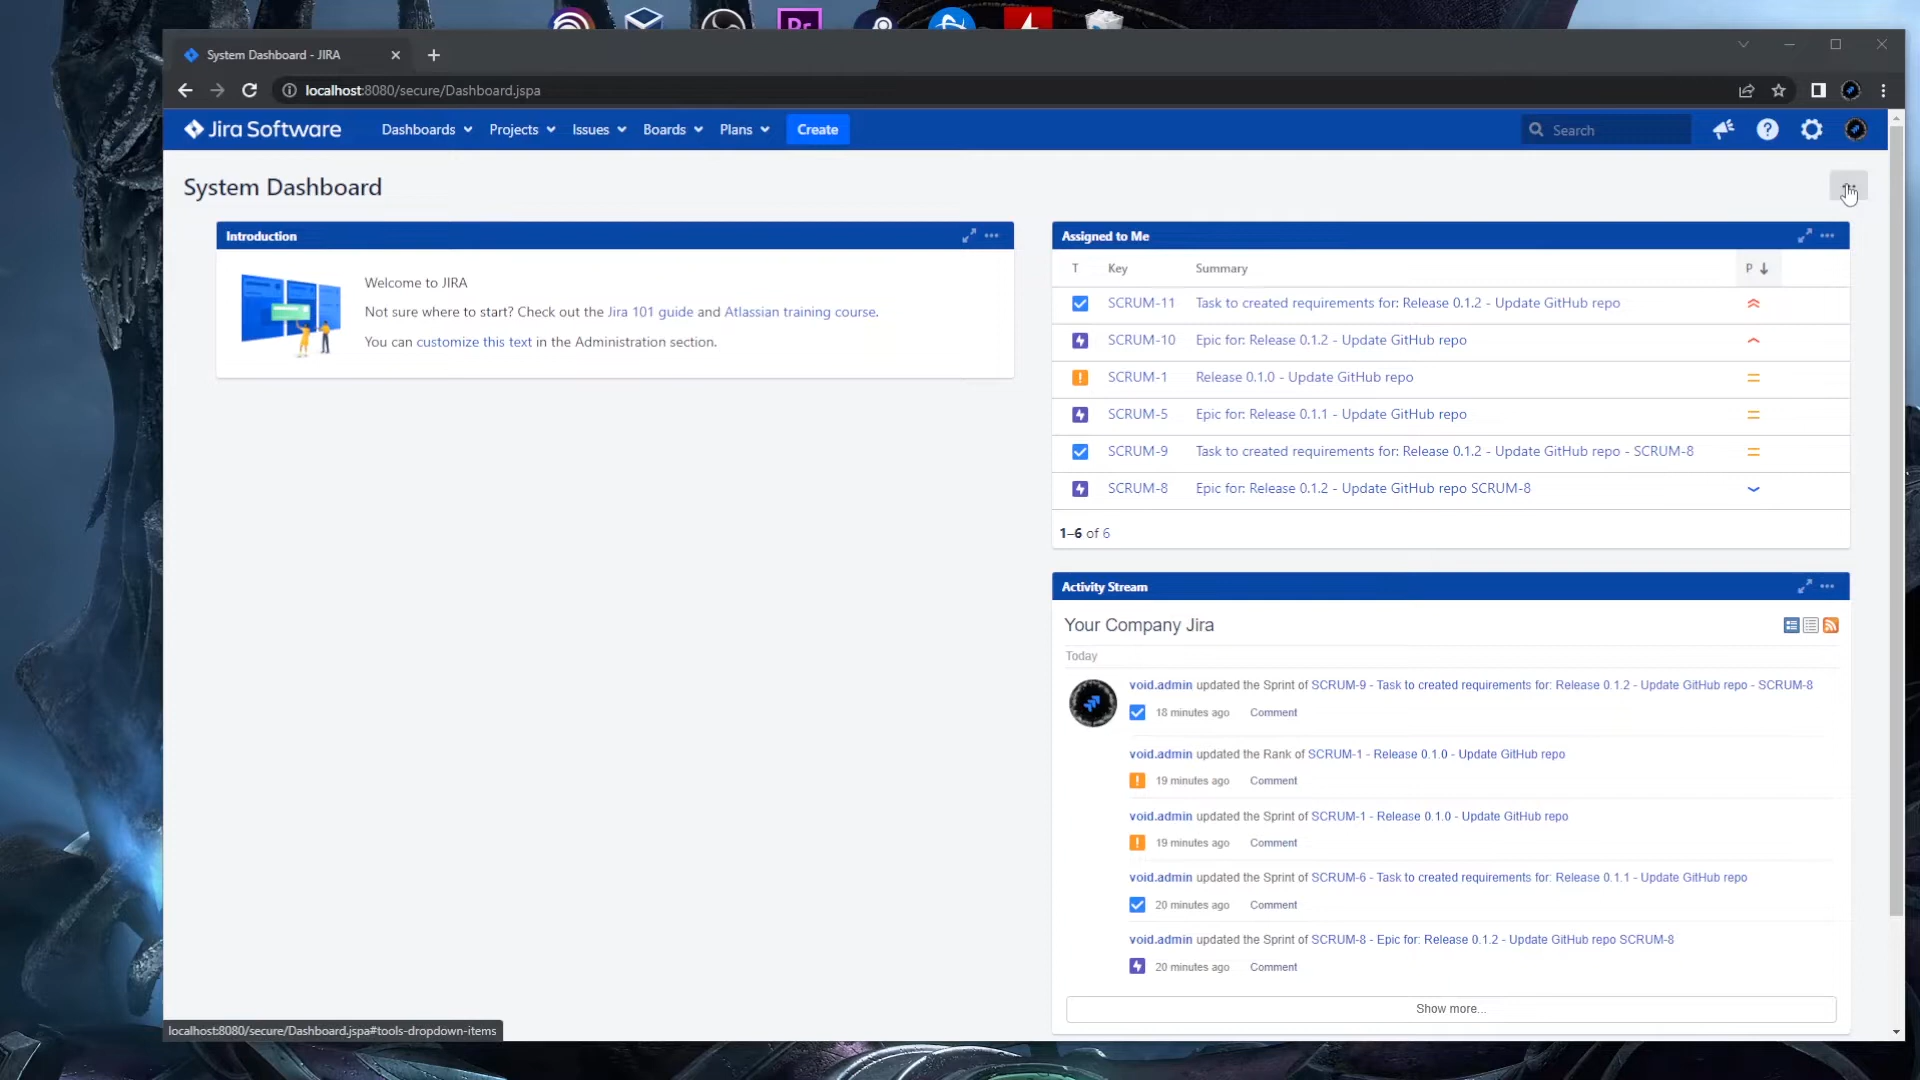 Pr
System Dashboard - JIRA
localhost:8080/secure/Dashboard.jspa
Jira Software Dashboards Projects Issues Boards Plans Create Search
System Dashboard
Introduction
Welcome to JIRA
Not sure where to start? Check out the Jira 101 guide and Atlassian training course.
You can customize this text in the Administration section.
Assigned to Me
T Key Summary P
SCRUM-11 Task to created requirements for: Release 0.1.2 - Update GitHub repo
SCRUM-10 Epic for: Release 0.1.2 - Update GitHub repo
SCRUM-1 Release 0.1.0 - Update GitHub repo
SCRUM-5 Epic for: Release 0.1.1 - Update GitHub repo
SCRUM-9 Task to created requirements for: Release 0.1.2 - Update GitHub repo - SCRUM-8
SCRUM-8 Epic for: Release 0.1.2 - Update GitHub repo SCRUM-8
1–6 of 6
Activity Stream
Your Company Jira
Today
void.admin updated the Sprint of SCRUM-9 - Task to created requirements for: Release 0.1.2 - Update GitHub repo - SCRUM-8
18 minutes ago Comment
void.admin updated the Rank of SCRUM-1 - Release 0.1.0 - Update GitHub repo
19 minutes ago Comment
void.admin updated the Sprint of SCRUM-1 - Release 0.1.0 - Update GitHub repo
19 minutes ago Comment
void.admin updated the Sprint of SCRUM-6 - Task to created requirements for: Release 0.1.1 - Update GitHub repo
20 minutes ago Comment
void.admin updated the Sprint of SCRUM-8 - Epic for: Release 0.1.2 - Update GitHub repo SCRUM-8
20 minutes ago Comment
Show more...
localhost:8080/secure/Dashboard.jspa#tools-dropdown-items